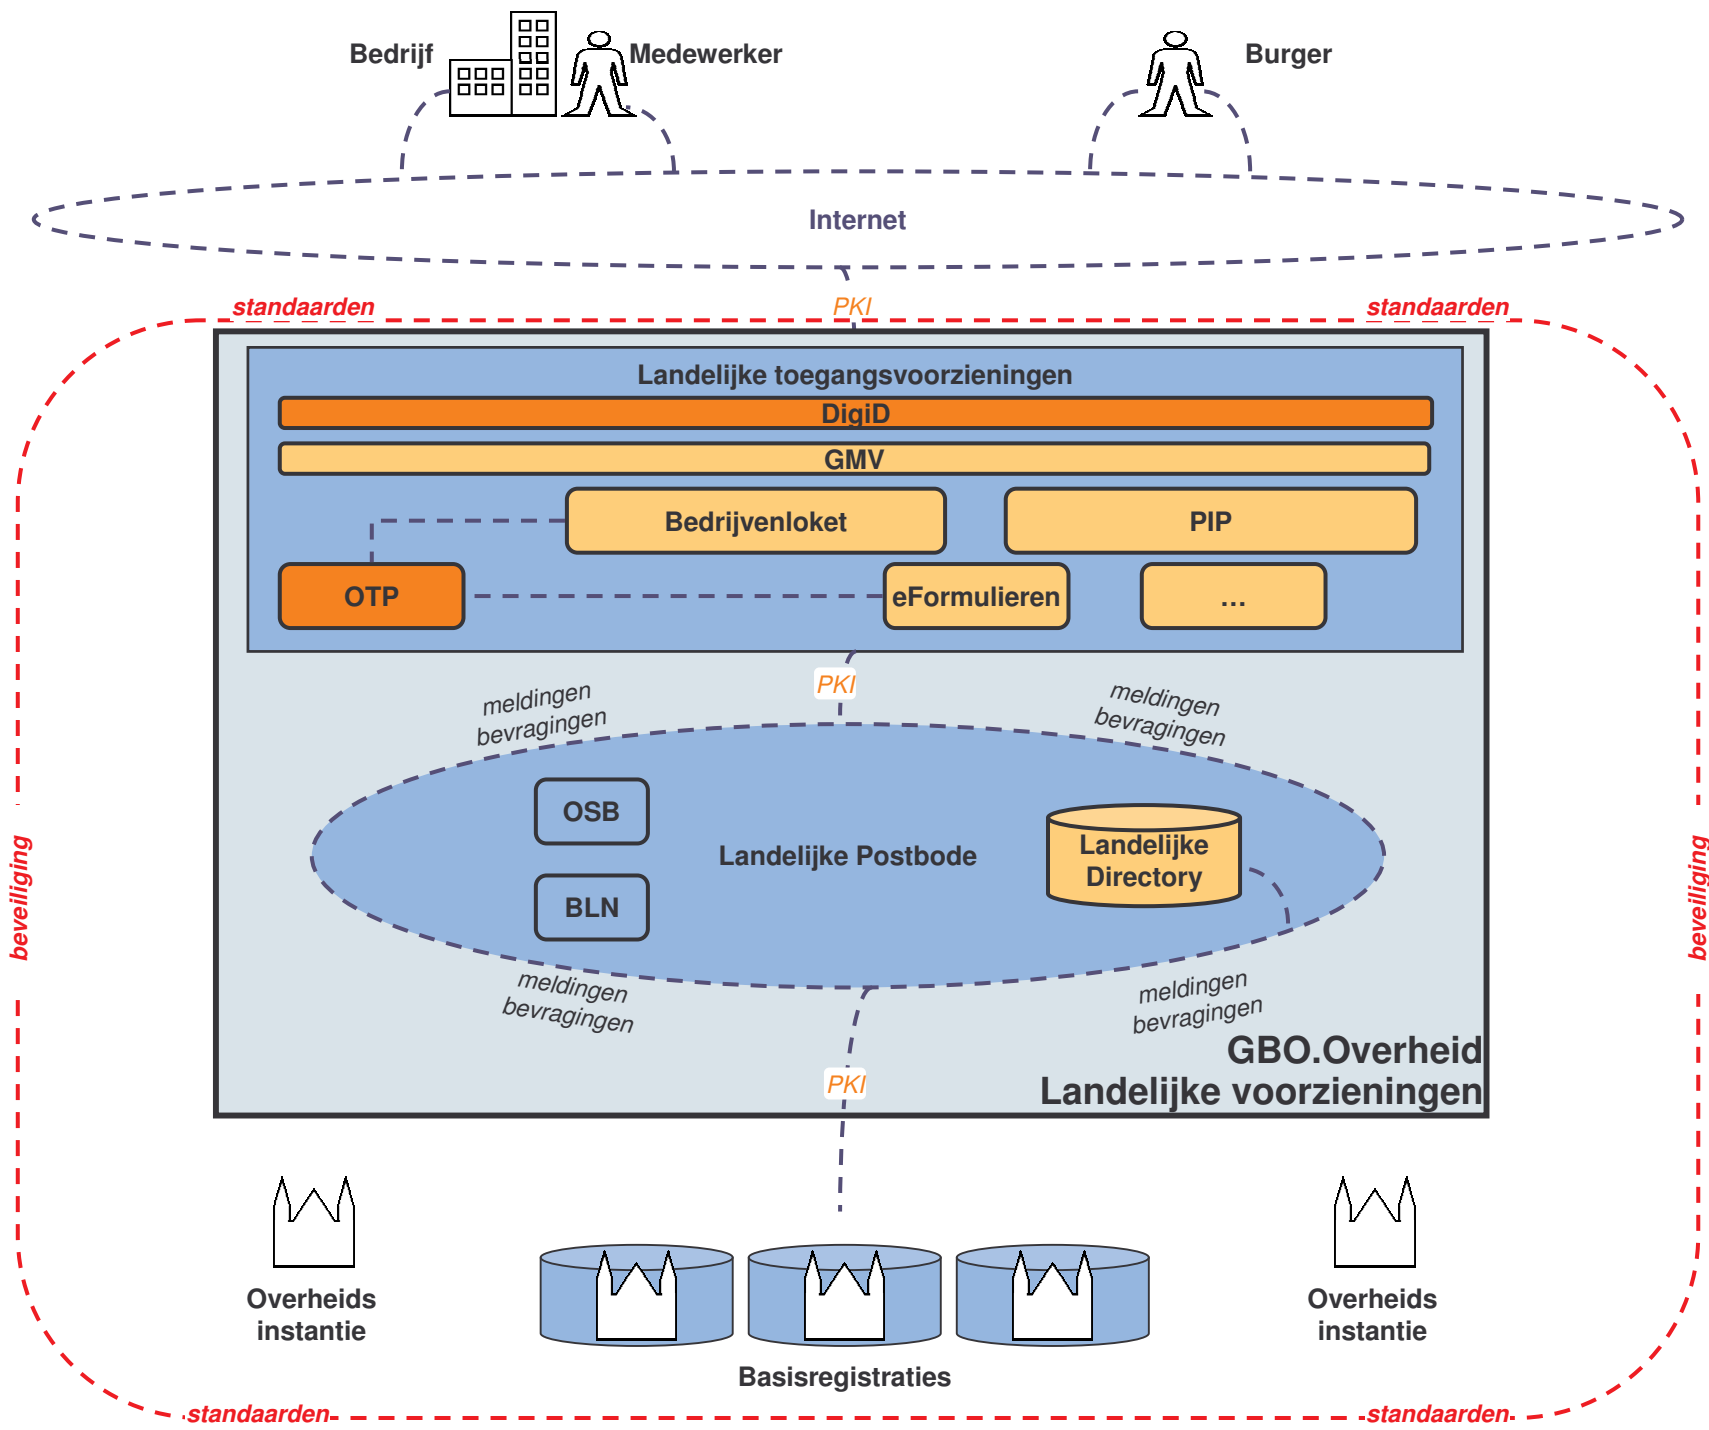 Bedrijf
Medewerker
Burger
Internet
standaarden
PKI
standaarden
Landelijke toegangsvoorzieningen
DigiD
GMV
Bedrijvenloket
PIP
OTP
eFormulieren
...
PKI
meldingen
bevragingen
meldingen
bevragingen
OSB
Landelijke Postbode
Landelijke
Directory
BLN
beveiliging
beveiliging
meldingen
bevragingen
meldingen
bevragingen
GBO.Overheid
Landelijke voorzieningen
PKI
Overheids
instantie
Overheids
instantie
Basisregistraties
standaarden
standaarden